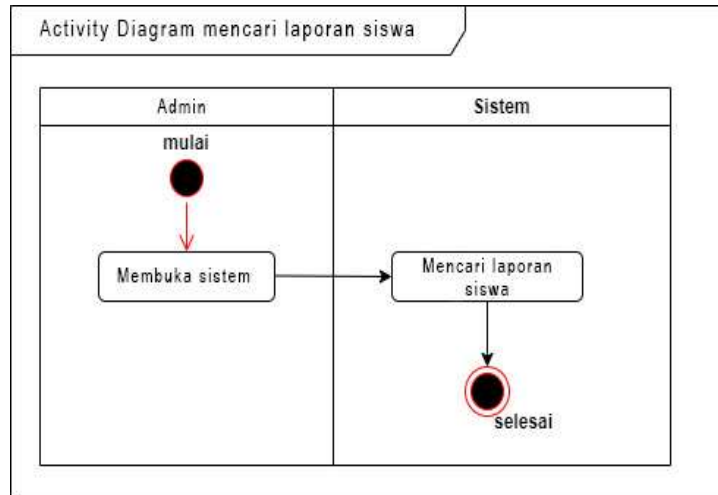 Activity Diagram mencari laporan siswa
Admin
Sistem
mulai
Membuka sistem
Mencari laporan
siswa
selesai